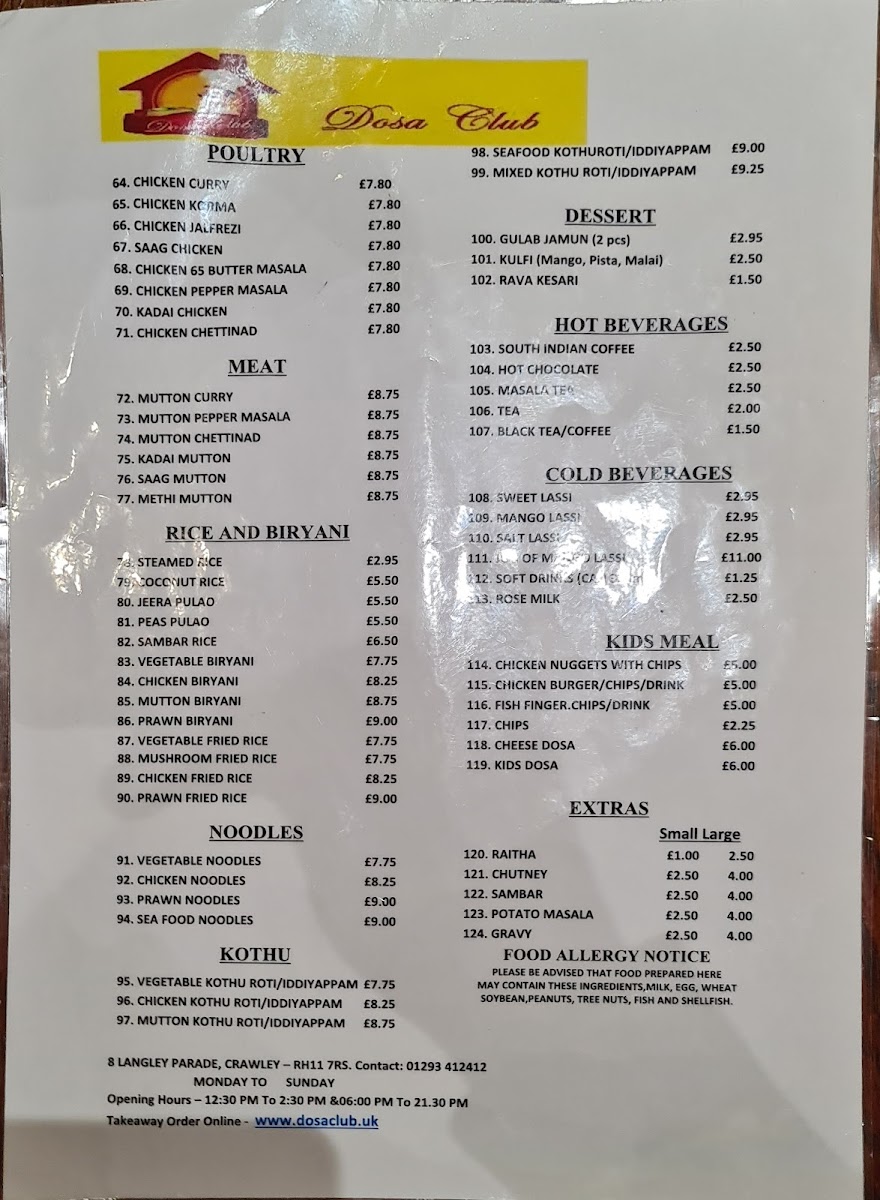 Dosa Club
Dosa Club
POULTRY
64. CHICKEN CURRY £7.80
65. CHICKEN KORMA £7.80
66. CHICKEN JALFREZI £7.80
67. SAAG CHICKEN £7.80
68. CHICKEN 65 BUTTER MASALA £7.80
69. CHICKEN PEPPER MASALA £7.80
70. KADAI CHICKEN £7.80
71. CHICKEN CHETTINAD £7.80
MEAT
72. MUTTON CURRY £8.75
73. MUTTON PEPPER MASALA £8.75
74. MUTTON CHETTINAD £8.75
75. KADAI MUTTON £8.75
76. SAAG MUTTON £8.75
77. METHI MUTTON £8.75
RICE AND BIRYANI
78. STEAMED RICE £2.95
79. COCONUT RICE £5.50
80. JEERA PULAO £5.50
81. PEAS PULAO £5.50
82. SAMBAR RICE £6.50
83. VEGETABLE BIRYANI £7.75
84. CHICKEN BIRYANI £8.25
85. MUTTON BIRYANI £8.75
86. PRAWN BIRYANI £9.00
87. VEGETABLE FRIED RICE £7.75
88. MUSHROOM FRIED RICE £7.75
89. CHICKEN FRIED RICE £8.25
90. PRAWN FRIED RICE £9.00
NOODLES
91. VEGETABLE NOODLES £7.75
92. CHICKEN NOODLES £8.25
93. PRAWN NOODLES £9.00
94. SEA FOOD NOODLES £9.00
KOTHU
95. VEGETABLE KOTHU ROTI/IDDIYAPPAM £7.75
96. CHICKEN KOTHU ROTI/IDDIYAPPAM £8.25
97. MUTTON KOTHU ROTI/IDDIYAPPAM £8.75
98. SEAFOOD KOTHUROTI/IDDIYAPPAM £9.00
99. MIXED KOTHU ROTI/IDDIYAPPAM £9.25
DESSERT
100. GULAB JAMUN (2 pcs) £2.95
101. KULFI (Mango, Pista, Malai) £2.50
102. RAVA KESARI £1.50
HOT BEVERAGES
103. SOUTH INDIAN COFFEE £2.50
104. HOT CHOCOLATE £2.50
105. MASALA TEA £2.50
106. TEA £2.00
107. BLACK TEA/COFFEE £1.50
COLD BEVERAGES
108. SWEET LASSI £2.95
109. MANGO LASSI £2.95
110. SALT LASSI £2.95
111. OF MANGO LASSI £11.00
112. SOFT DRINKS £1.25
113. ROSE MILK £2.50
KIDS MEAL
114. CHICKEN NUGGETS WITH CHIPS £5.00
115. CHICKEN BURGER/CHIPS/DRINK £5.00
116. FISH FINGER.CHIPS/DRINK £5.00
117. CHIPS £2.25
118. CHEESE DOSA £6.00
119. KIDS DOSA £6.00
EXTRAS
Small Large
120. RAITHA £1.00 2.50
121. CHUTNEY £2.50 4.00
122. SAMBAR £2.50 4.00
123. POTATO MASALA £2.50 4.00
124. GRAVY £2.50 4.00
FOOD ALLERGY NOTICE
PLEASE BE ADVISED THAT FOOD PREPARED HERE
MAY CONTAIN THESE INGREDIENTS,MILK, EGG, WHEAT
SOYBEAN,PEANUTS, TREE NUTS, FISH AND SHELLFISH.
8 LANGLEY PARADE, CRAWLEY – RH11 7RS. Contact: 01293 412412
MONDAY TO SUNDAY
Opening Hours – 12:30 PM To 2:30 PM &06:00 PM To 21.30 PM
Takeaway Order Online - www.dosaclub.uk